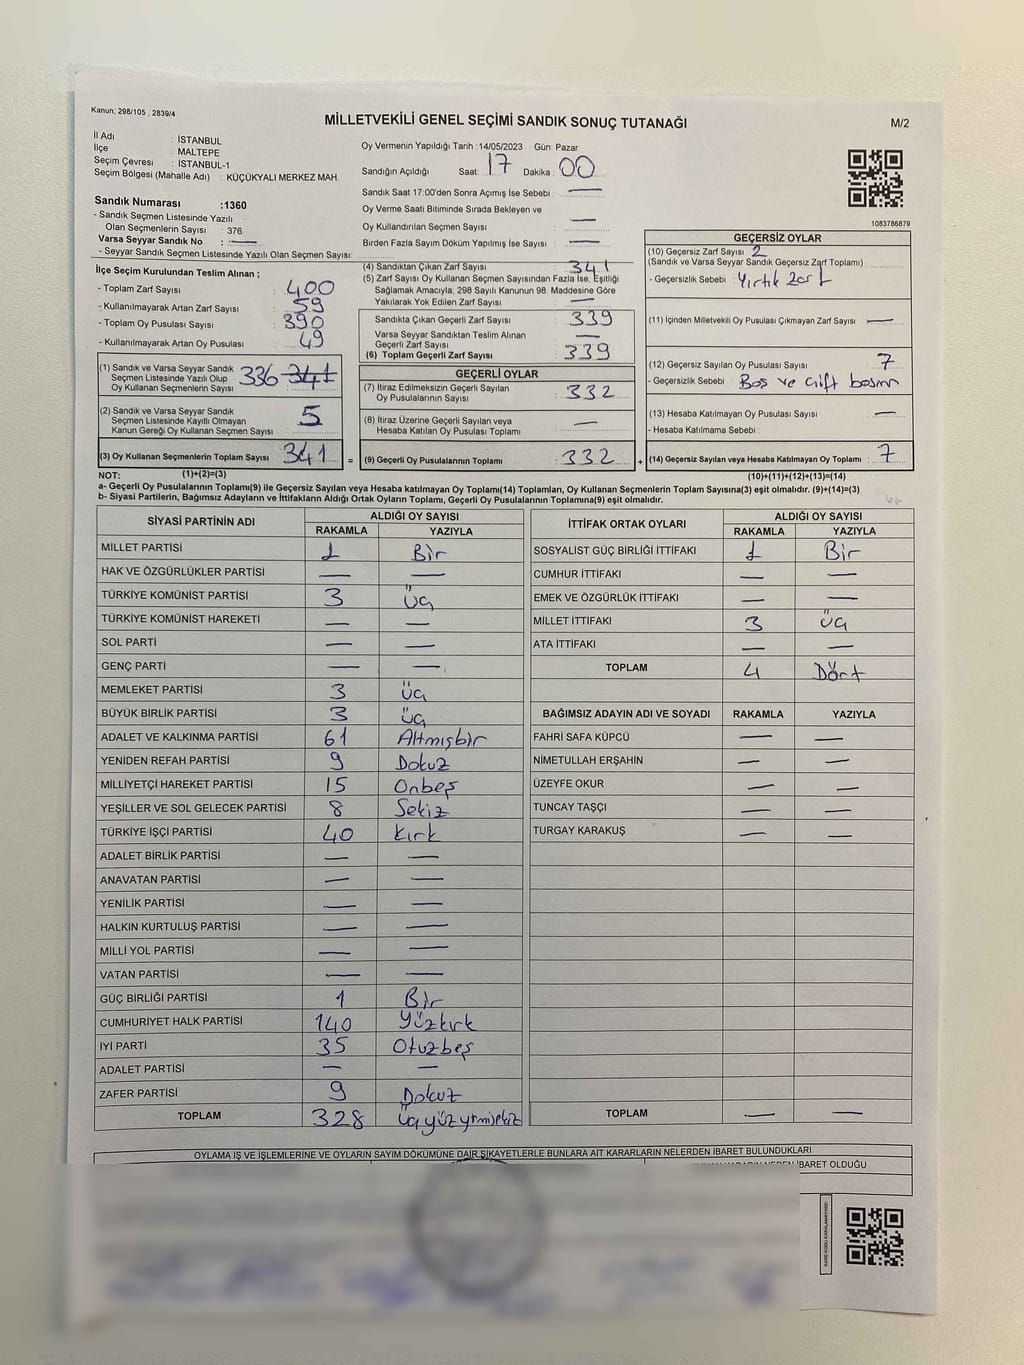 Kanun; 298/105 , 2839/4
MİLLETVEKİLİ GENEL SEÇİMİ SANDIK SONUÇ TUTANAĞI
M/2
İl Adı : İSTANBUL
İlçe : MALTEPE
Seçim Çevresi : İSTANBUL-1
Seçim Bölgesi (Mahalle Adı) : KÜÇÜKYALI MERKEZ MAH.
Sandık Numarası :1360
- Sandık Seçmen Listesinde Yazılı
Olan Seçmenlerin Sayısı : 376
Varsa Seyyar Sandık No : —
- Seyyar Sandık Seçmen Listesinde Yazılı Olan Seçmen Sayısı:
Oy Vermenin Yapıldığı Tarih :14/05/2023 Gün: Pazar
Sandığın Açıldığı Saat: 17 Dakika : 00
Sandık Saat 17:00'den Sonra Açımış İse Sebebi : —
Oy Verme Saati Bitiminde Sırada Bekleyen ve
Oy Kullandırılan Seçmen Sayısı : —
Birden Fazla Sayım Döküm Yapılmış İse Sayısı : —
1083786879
İlçe Seçim Kurulundan Teslim Alınan ;
- Toplam Zarf Sayısı : 400
- Kullanılmayarak Artan Zarf Sayısı : 59
- Toplam Oy Pusulası Sayısı : 390
- Kullanılmayarak Artan Oy Pusulası : 49
(1) Sandık ve Varsa Seyyar Sandık
Seçmen Listesinde Yazılı Olup
Oy Kullanan Seçmenlerin Sayısı 336 341
(2) Sandık ve Varsa Seyyar Sandık
Seçmen Listesinde Kayıtlı Olmayan
Kanun Gereği Oy Kullanan Seçmen Sayısı 5
(3) Oy Kullanan Seçmenlerin Toplam Sayısı 341 =
(4) Sandıktan Çıkan Zarf Sayısı : 341
(5) Zarf Sayısı Oy Kullanan Seçmen Sayısından Fazla İse, Eşitliği
Sağlamak Amacıyla, 298 Sayılı Kanunun 98. Maddesine Göre
Yakılarak Yok Edilen Zarf Sayısı : —
Sandıkta Çıkan Geçerli Zarf Sayısı : 339
Varsa Seyyar Sandıktan Teslim Alınan
Geçerli Zarf Sayısı : —
(6) Toplam Geçerli Zarf Sayısı : 339
GEÇERLİ OYLAR
(7) İtiraz Edilmeksizin Geçerli Sayılan
Oy Pusulalarının Sayısı : 332
(8) İtiraz Üzerine Geçerli Sayılan veya
Hesaba Katılan Oy Pusulası Toplamı : —
(9) Geçerli Oy Pusulalarının Toplamı : 332 +
GEÇERSİZ OYLAR
(10) Geçersiz Zarf Sayısı 2
(Sandık ve Varsa Seyyar Sandık Geçersiz Zarf Toplamı) :
- Geçersizlik Sebebi : Yırtık Zarf
(11) İçinden Milletvekili Oy Pusulası Çıkmayan Zarf Sayısı : —
(12) Geçersiz Sayılan Oy Pusulası Sayısı : 7
- Geçersizlik Sebebi : Boş ve Çift basım
(13) Hesaba Katılmayan Oy Pusulası Sayısı : —
- Hesaba Katılmama Sebebi :
(14) Geçersiz Sayılan veya Hesaba Katılmayan Oy Toplamı : 7
NOT: (1)+(2)=(3) (10)+(11)+(12)+(13)=(14)
a- Geçerli Oy Pusulalarının Toplamı(9) ile Geçersiz Sayılan veya Hesaba katılmayan Oy Toplamı(14) Toplamları, Oy Kullanan Seçmenlerin Toplam Sayısına(3) eşit olmalıdır. (9)+(14)=(3)
b- Siyasi Partilerin, Bağımsız Adayların ve İttifakların Aldığı Ortak Oyların Toplamı, Geçerli Oy Pusulalarının Toplamına(9) eşit olmalıdır.
SİYASİ PARTİNİN ADI ALDIĞI OY SAYISI
RAKAMLA YAZIYLA
MİLLET PARTİSİ 1 Bir
HAK VE ÖZGÜRLÜKLER PARTİSİ — —
TÜRKİYE KOMÜNİST PARTİSİ 3 üç
TÜRKİYE KOMÜNİST HAREKETİ — —
SOL PARTİ — —
GENÇ PARTİ — —
MEMLEKET PARTİSİ 3 üç
BÜYÜK BİRLİK PARTİSİ 3 üç
ADALET VE KALKINMA PARTİSİ 61 Altmışbir
YENİDEN REFAH PARTİSİ 9 Dokuz
MİLLİYETÇİ HAREKET PARTİSİ 15 Onbeş
YEŞİLLER VE SOL GELECEK PARTİSİ 8 Sekiz
TÜRKİYE İŞÇİ PARTİSİ 40 Kırk
ADALET BİRLİK PARTİSİ — —
ANAVATAN PARTİSİ — —
YENİLİK PARTİSİ — —
HALKIN KURTULUŞ PARTİSİ — —
MİLLİ YOL PARTİSİ — —
VATAN PARTİSİ — —
GÜÇ BİRLİĞİ PARTİSİ 1 Bir
CUMHURİYET HALK PARTİSİ 140 Yüzkırk
İYİ PARTİ 35 Otuzbeş
ADALET PARTİSİ — —
ZAFER PARTİSİ 9 Dokuz
TOPLAM 328 üçyüzyirmisekiz
İTTİFAK ORTAK OYLARI ALDIĞI OY SAYISI
RAKAMLA YAZIYLA
SOSYALİST GÜÇ BİRLİĞİ İTTİFAKI 1 Bir
CUMHUR İTTİFAKI — —
EMEK VE ÖZGÜRLÜK İTTİFAKI — —
MİLLET İTTİFAKI 3 üç
ATA İTTİFAKI — —
TOPLAM 4 Dört
BAĞIMSIZ ADAYIN ADI VE SOYADI RAKAMLA YAZIYLA
FAHRİ SAFA KÜPCÜ — —
NİMETULLAH ERŞAHİN — —
ÜZEYFE OKUR — —
TUNCAY TAŞÇI — —
TURGAY KARAKUŞ — —
TOPLAM — —
OYLAMA İŞ VE İŞLEMLERİNE VE OYLARIN SAYIM DÖKÜMÜNE DAİR ŞİKAYETLERLE BUNLARA AİT KARARLARIN NELERDEN İBARET BULUNDUKLARI
İBARET OLDUĞU